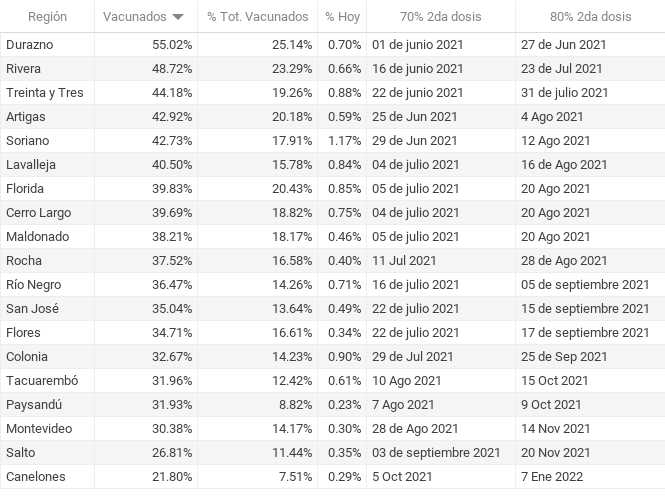 Región Vacunados % Tot. Vacunados % Hoy 70% 2da dosis 80% 2da dosis
Durazno 55.02% 25.14% 0.70% 01 de junio 2021 27 de Jun 2021
Rivera 48.72% 23.29% 0.66% 16 de junio 2021 23 de Jul 2021
Treinta y Tres 44.18% 19.26% 0.88% 22 de junio 2021 31 de julio 2021
Artigas 42.92% 20.18% 0.59% 25 de Jun 2021 4 Ago 2021
Soriano 42.73% 17.91% 1.17% 29 de Jun 2021 12 Ago 2021
Lavalleja 40.50% 15.78% 0.84% 04 de julio 2021 16 de Ago 2021
Florida 39.83% 20.43% 0.85% 05 de julio 2021 20 Ago 2021
Cerro Largo 39.69% 18.82% 0.75% 04 de julio 2021 20 Ago 2021
Maldonado 38.21% 18.17% 0.46% 05 de julio 2021 20 Ago 2021
Rocha 37.52% 16.58% 0.40% 11 Jul 2021 28 de Ago 2021
Río Negro 36.47% 14.26% 0.71% 16 de julio 2021 05 de septiembre 2021
San José 35.04% 13.64% 0.49% 22 de julio 2021 15 de septiembre 2021
Flores 34.71% 16.61% 0.34% 22 de julio 2021 17 de septiembre 2021
Colonia 32.67% 14.23% 0.90% 29 de Jul 2021 25 de Sep 2021
Tacuarembó 31.96% 12.42% 0.61% 10 Ago 2021 15 Oct 2021
Paysandú 31.93% 8.82% 0.23% 7 Ago 2021 9 Oct 2021
Montevideo 30.38% 14.17% 0.30% 28 de Ago 2021 14 Nov 2021
Salto 26.81% 11.44% 0.35% 03 de septiembre 2021 20 Nov 2021
Canelones 21.80% 7.51% 0.29% 5 Oct 2021 7 Ene 2022